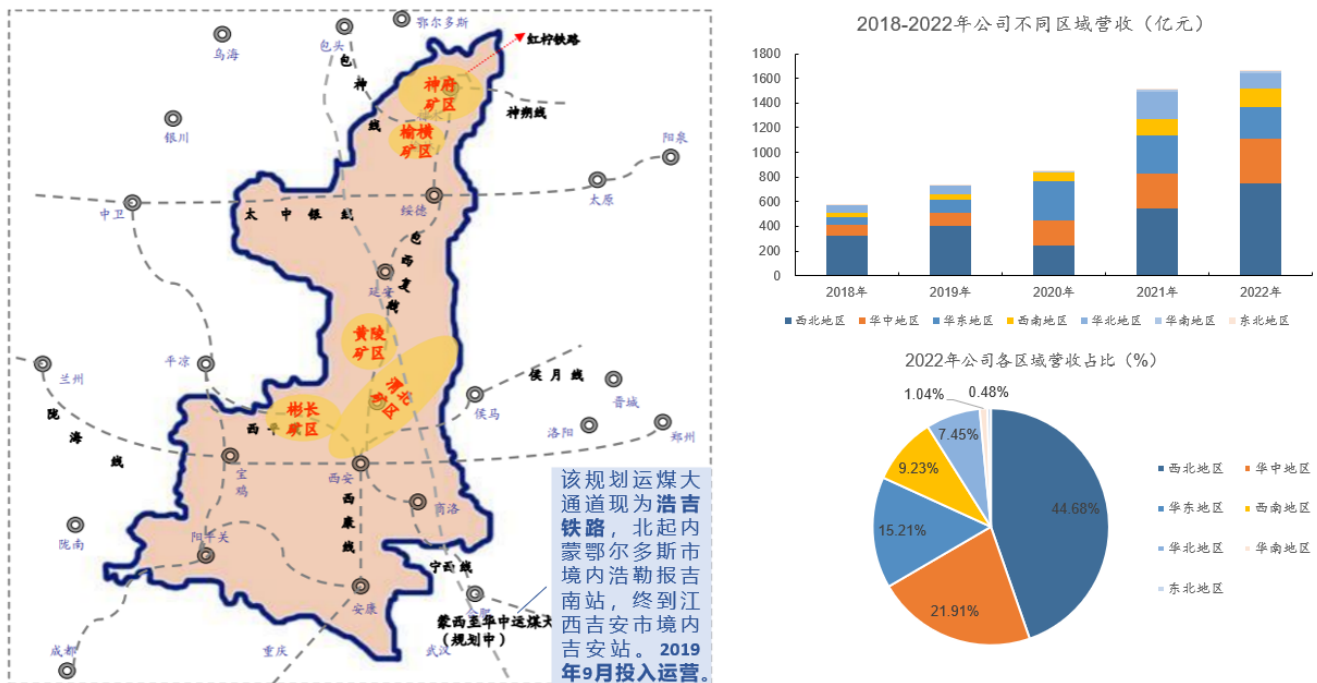 鄂尔多斯
乌海
包头
红柠铁路
包
神
线
神府
矿区
神朔线
银川
榆横
矿区
阳泉
太原
中卫
绥德
太中银线
包
西
复
线
延安
黄陵
矿区
平凉
兰州
渭北
矿区
侯月线
晋城
侯马
彬长
矿区
西平
洛阳
郑州
陇
海
线
宝
鸡
西安
西
康
线
商洛
陇南
阳平关
宁西线
安康
合肥
蒙西至华中运煤大
(规划中)
成都
重庆
武汉
该规划运煤大
通道现为浩吉
铁路，北起内
蒙鄂尔多斯市
境内浩勒报吉
南站，终到江
西吉安市境内
吉安站。2019
年9月投入运营。
2018-2022年公司不同区域营收（亿元）
1800
1600
1400
1200
1000
800
600
400
200
0
2018年 2019年 2020年 2021年 2022年
西北地区 华中地区 华东地区 西南地区 华北地区 华南地区 东北地区
2022年公司各区域营收占比（%）
1.04% 0.48%
7.45%
9.23%
15.21%
21.91%
44.68%
西北地区 华中地区
华东地区 西南地区
华北地区 华南地区
东北地区